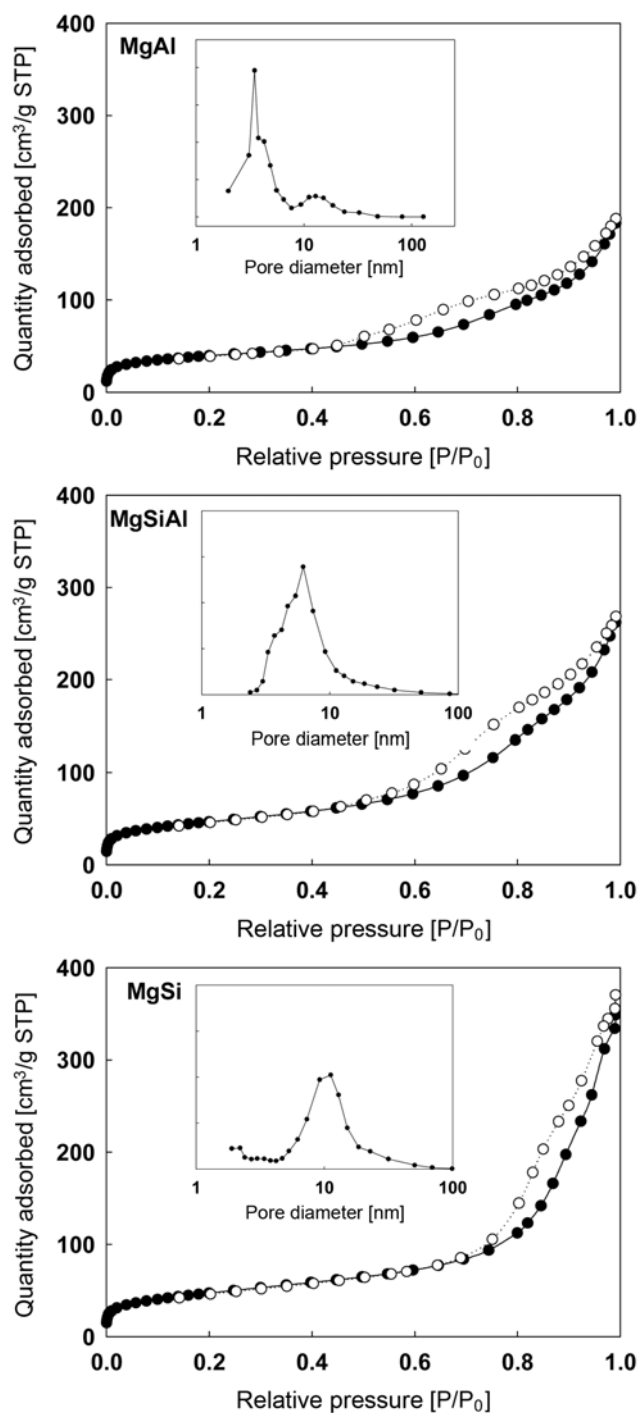 400
MgAl
300
200
100
0
Quantity adsorbed [cm³/g STP]
1 10 100
Pore diameter [nm]
0.0 0.2 0.4 0.6 0.8 1.0
Relative pressure [P/P₀]
400
MgSiAl
300
200
100
0
Quantity adsorbed [cm³/g STP]
1 10 100
Pore diameter [nm]
0.0 0.2 0.4 0.6 0.8 1.0
Relative pressure [P/P₀]
400
MgSi
300
200
100
0
Quantity adsorbed [cm³/g STP]
1 10 100
Pore diameter [nm]
0.0 0.2 0.4 0.6 0.8 1.0
Relative pressure [P/P₀]